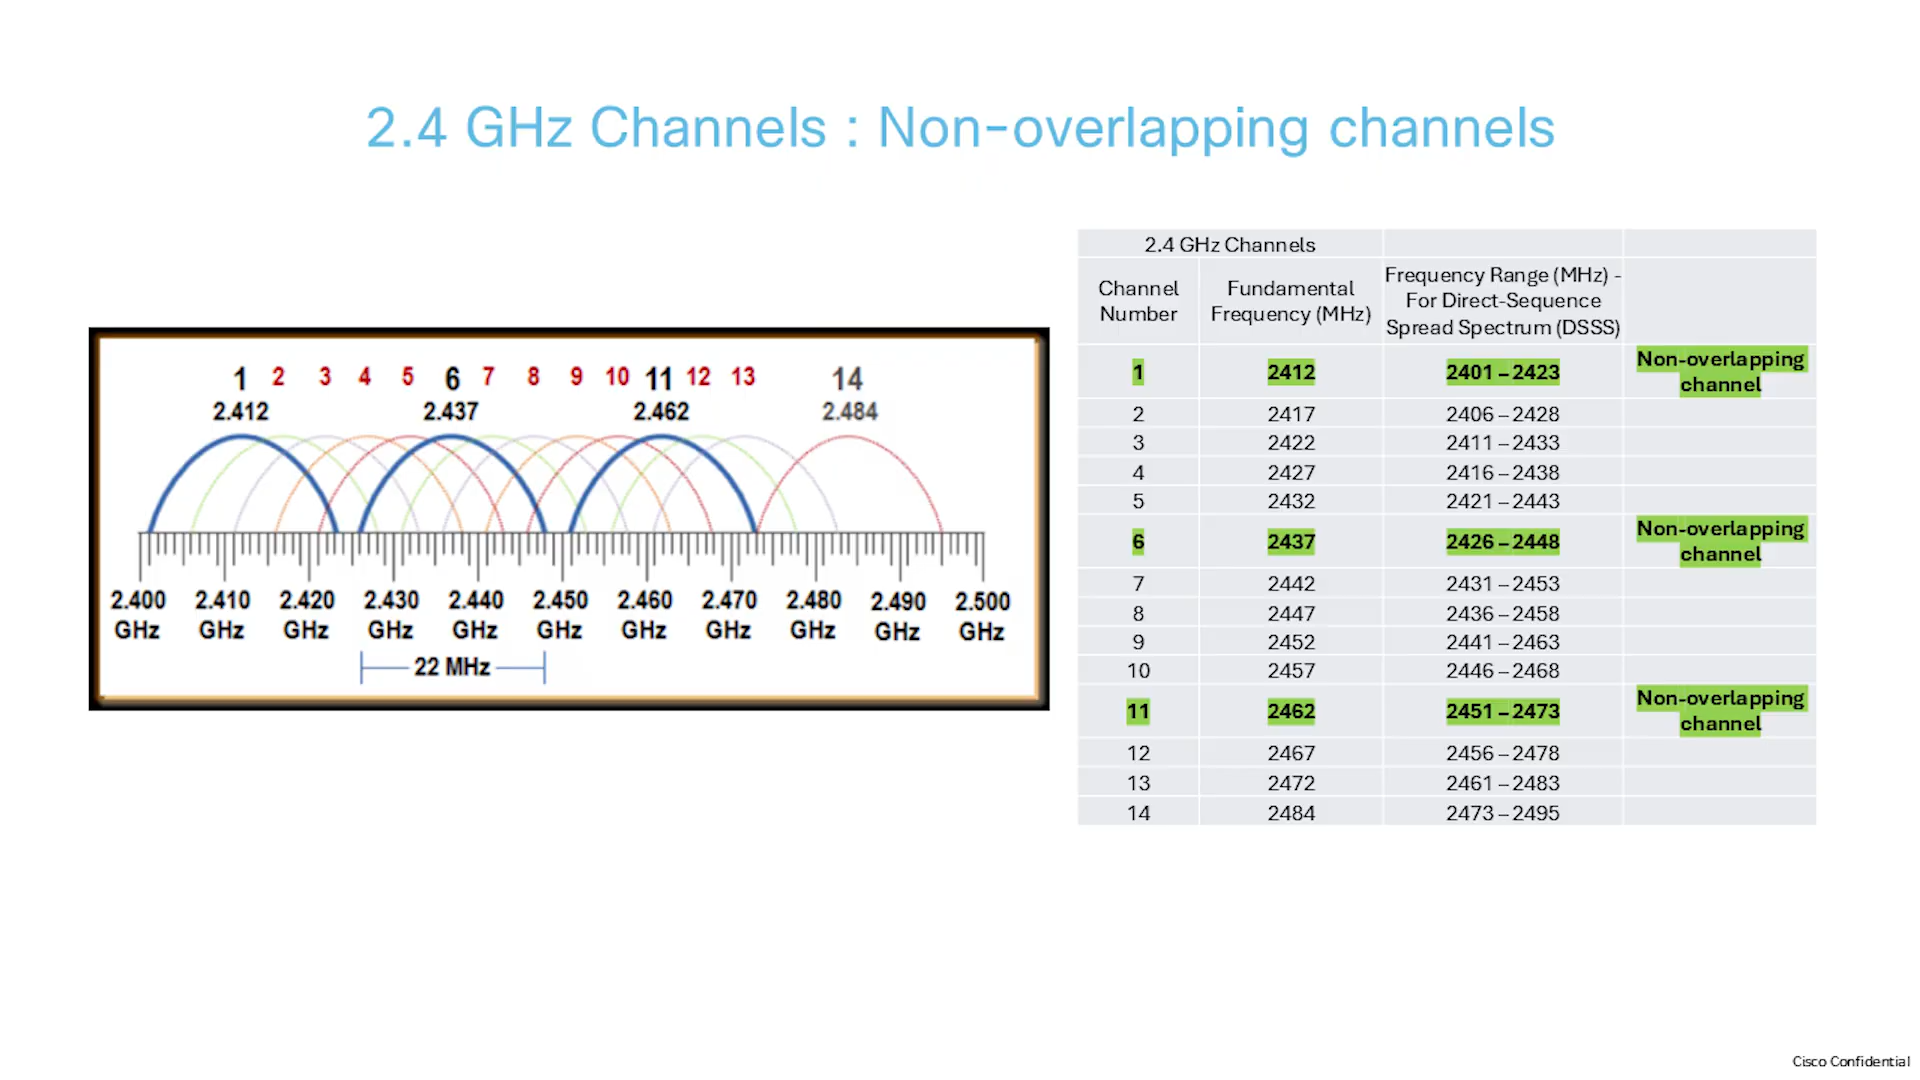 2.4 GHz Channels : Non-overlapping channels
1 2 3 4 5 6 7 8 9 10 11 12 13 14
2.412 2.437 2.462 2.484
2.400 2.410 2.420 2.430 2.440 2.450 2.460 2.470 2.480 2.490 2.500
GHz GHz GHz GHz GHz GHz GHz GHz GHz GHz GHz
22 MHz
2.4 GHz Channels
Channel
Number
Fundamental
Frequency (MHz)
Frequency Range (MHz) -
For Direct-Sequence
Spread Spectrum (DSSS)
1 2412 2401 – 2423 Non-overlapping
channel
2 2417 2406 – 2428
3 2422 2411 – 2433
4 2427 2416 – 2438
5 2432 2421 – 2443
6 2437 2426 – 2448 Non-overlapping
channel
7 2442 2431 – 2453
8 2447 2436 – 2458
9 2452 2441 – 2463
10 2457 2446 – 2468
11 2462 2451 – 2473 Non-overlapping
channel
12 2467 2456 – 2478
13 2472 2461 – 2483
14 2484 2473 – 2495
Cisco Confidential